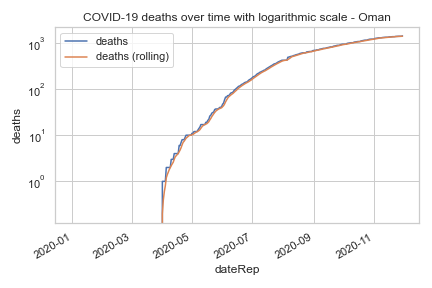 COVID-19 deaths over time with logarithmic scale - Oman
deaths
deaths (rolling)
10³
10²
10¹
10⁰
deaths
2020-01
2020-03
2020-05
2020-07
2020-09
2020-11
dateRep